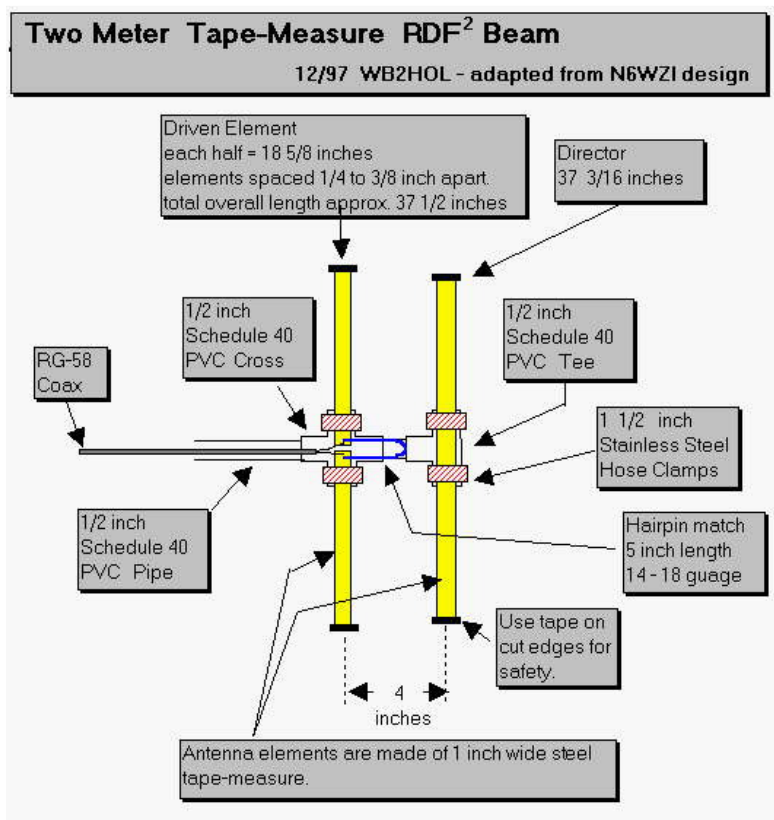 Two Meter Tape-Measure RDF² Beam
12/97 WB2HOL - adapted from N6WZI design
Driven Element
each half = 18 5/8 inches
elements spaced 1/4 to 3/8 inch apart.
total overall length approx. 37 1/2 inches
Director
37 3/16 inches
1/2 inch
Schedule 40
PVC Cross
1/2 inch
Schedule 40
PVC Tee
RG-58
Coax
1 1/2 inch
Stainless Steel
Hose Clamps
1/2 inch
Schedule 40
PVC Pipe
Hairpin match
5 inch length
14 - 18 guage
Use tape on
cut edges for
safety.
4
inches
Antenna elements are made of 1 inch wide steel
tape-measure.